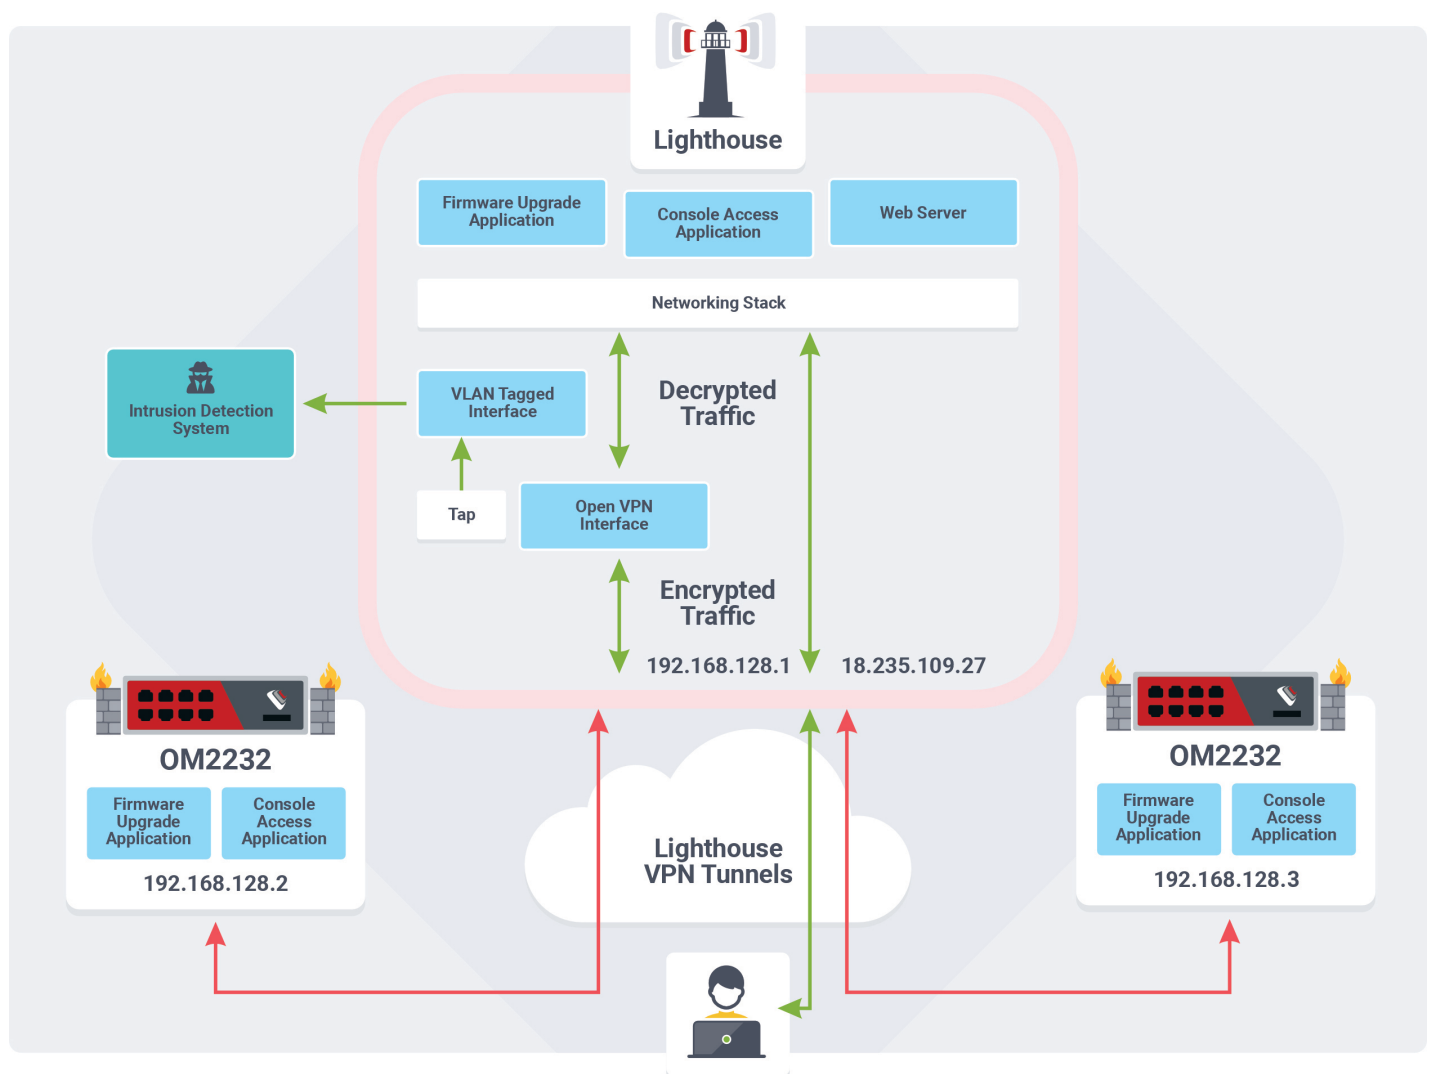 Lighthouse
Firmware Upgrade
Application
Console Access
Application
Web Server
Networking Stack
Intrusion Detection
System
VLAN Tagged
Interface
Decrypted
Traffic
Tap
Open VPN
Interface
Encrypted
Traffic
192.168.128.1
18.235.109.27
OM2232
Firmware
Upgrade
Application
Console
Access
Application
192.168.128.2
Lighthouse
VPN Tunnels
OM2232
Firmware
Upgrade
Application
Console
Access
Application
192.168.128.3